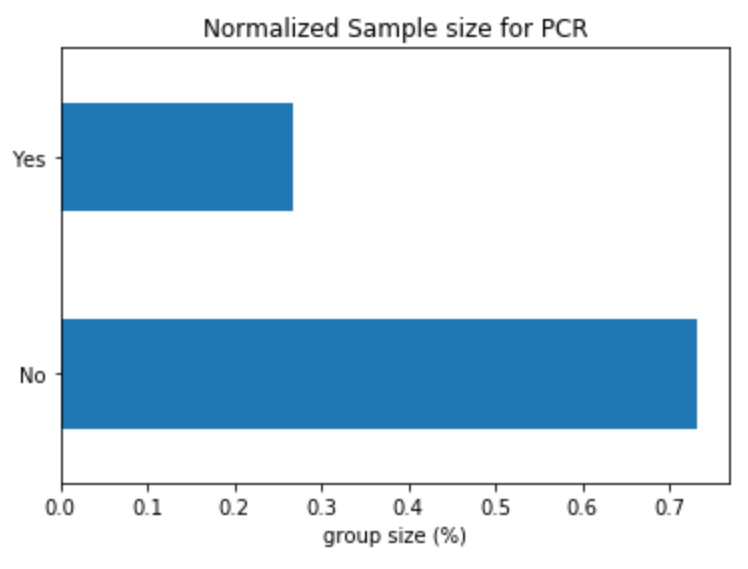 Normalized Sample size for PCR
Yes
No
0.0 0.1 0.2 0.3 0.4 0.5 0.6 0.7
group size (%)